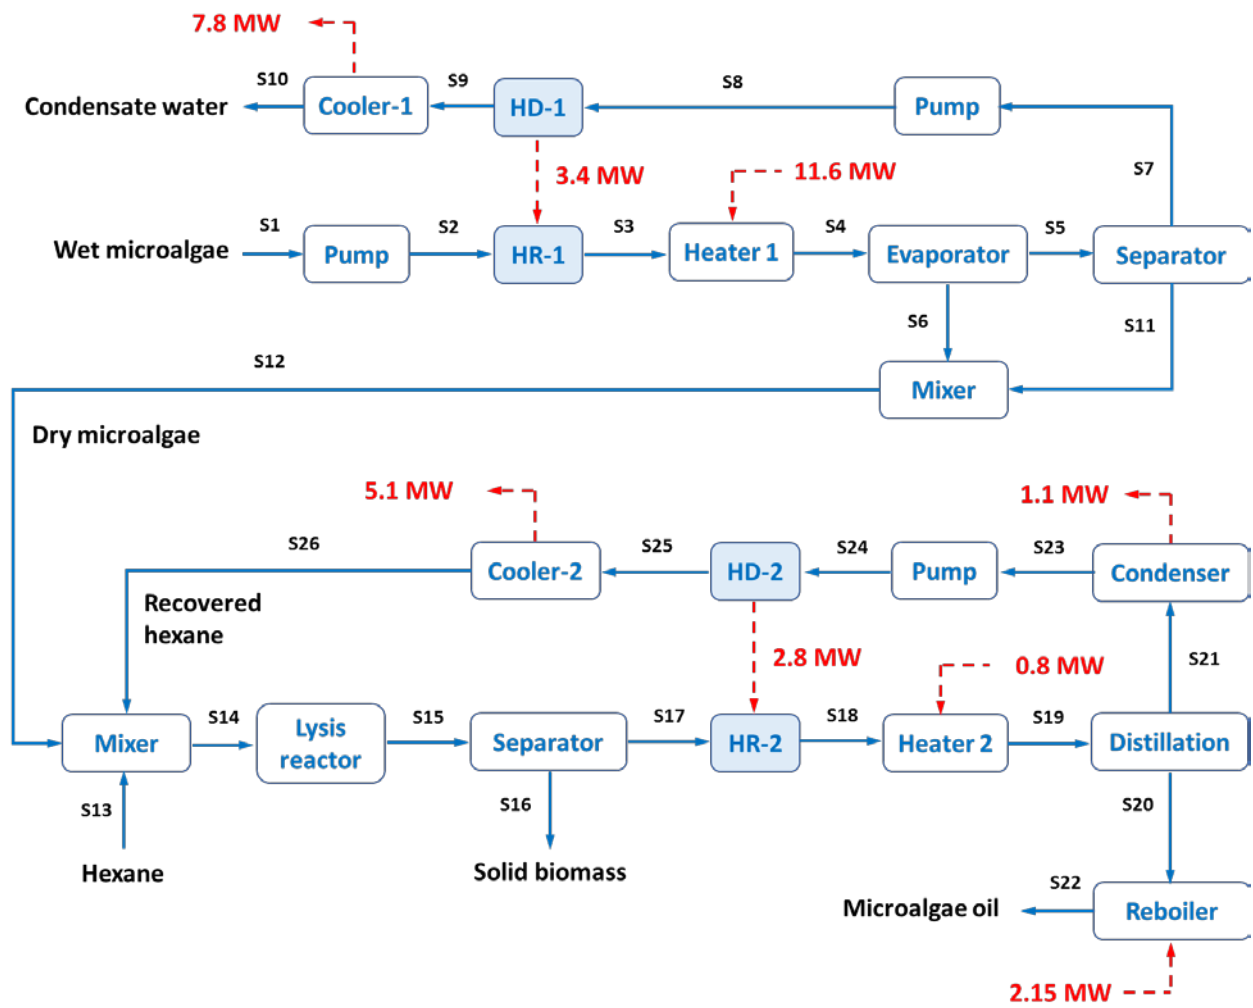 7.8 MW
S10
S9
S8
Condensate water
Cooler-1
HD-1
Pump
3.4 MW
11.6 MW
S7
S1
S2
S3
S4
S5
Wet microalgae
Pump
HR-1
Heater 1
Evaporator
Separator
S6
S11
S12
Mixer
Dry microalgae
5.1 MW
1.1 MW
S26
S25
S24
S23
Cooler-2
HD-2
Pump
Condenser
Recovered
hexane
2.8 MW
0.8 MW
S21
S14
S15
S17
S18
S19
Mixer
Lysis
reactor
Separator
HR-2
Heater 2
Distillation
S13
S16
S20
Hexane
Solid biomass
S22
Microalgae oil
Reboiler
2.15 MW